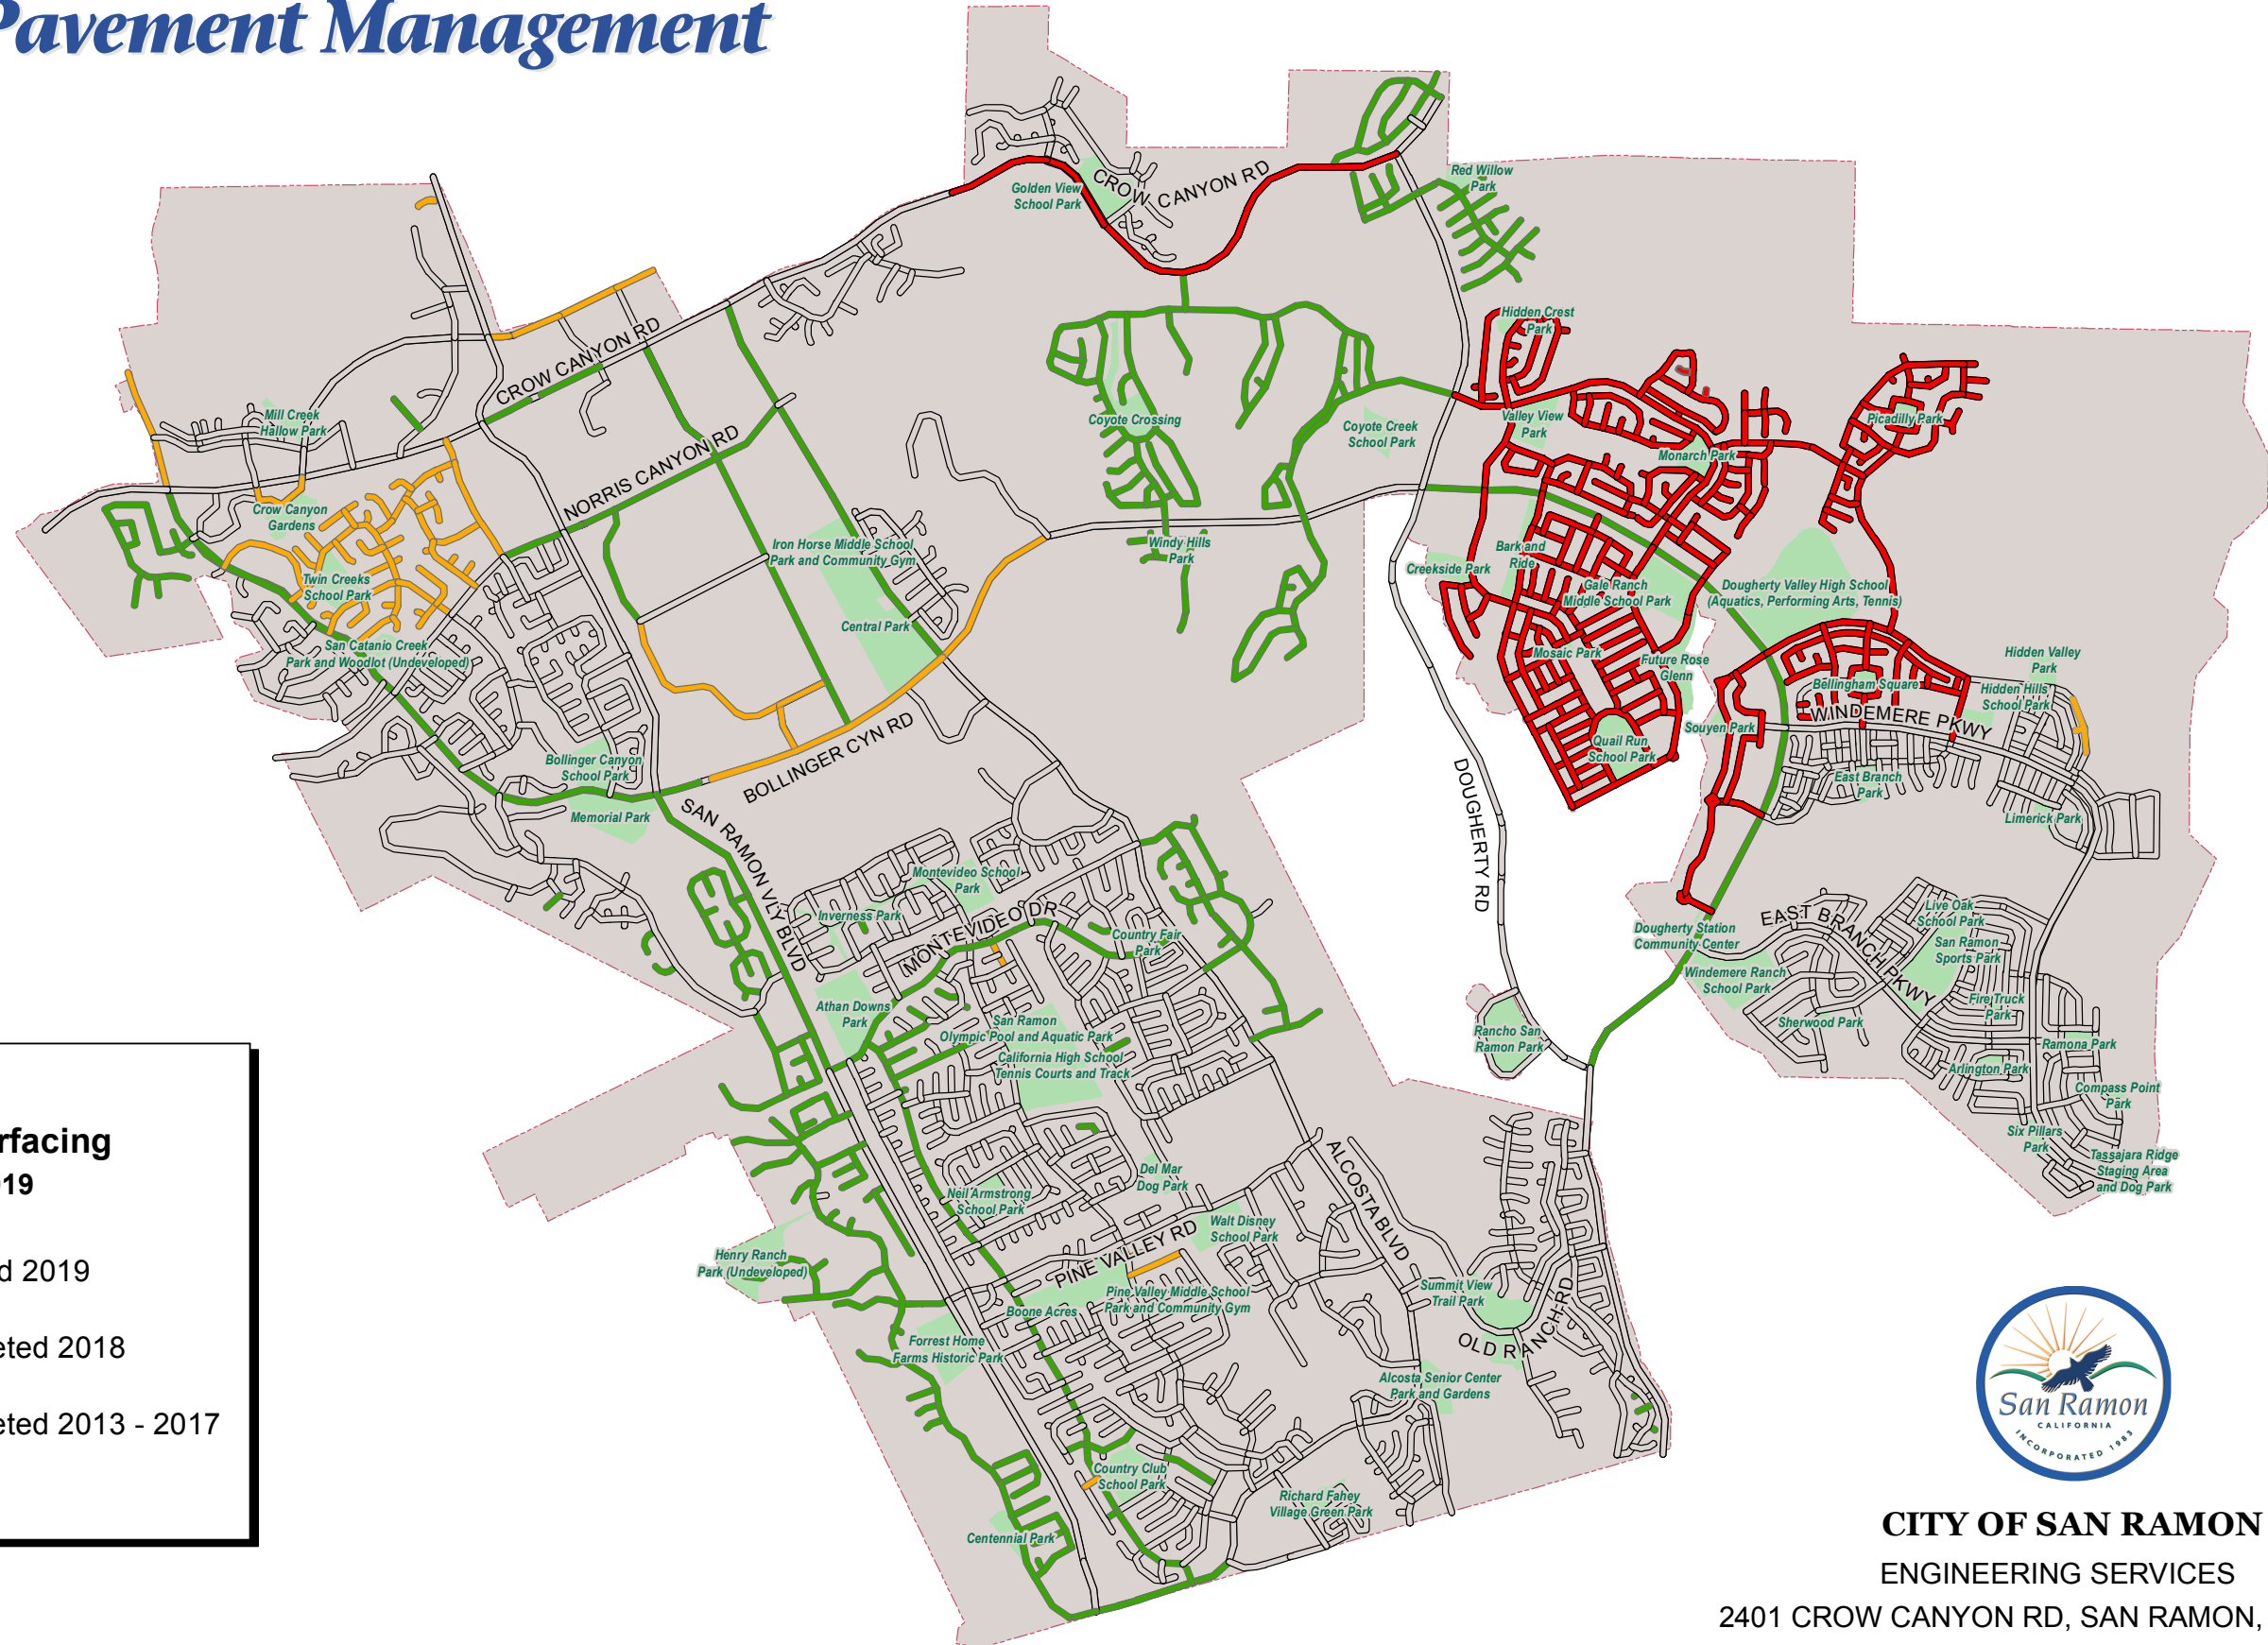 Pavement Management
CROW CANYON RD
Golden View
School Park
Red Willow
Park
Hidden Crest
Park
CROW CANYON RD
Mill Creek
Hallow Park
Coyote Crossing
Coyote Creek
School Park
Valley View
Park
Picadilly Park
Monarch Park
NORRIS CANYON RD
Crow Canyon
Gardens
Iron Horse Middle School
Park and Community Gym
Windy Hills
Park
Bark and
Ride
Creekside Park
Twin Creeks
School Park
Gale Ranch
Middle School Park
Dougherty Valley High School
(Aquatics, Performing Arts, Tennis)
Central Park
San Catanio Creek
Park and Woodlot (Undeveloped)
Mosaic Park
Future Rose
Glenn
Hidden Valley
Park
Bellingham Square
Hidden Hills
School Park
WINDEMERE PKWY
Souyen Park
BOLLINGER CYN RD
Bollinger Canyon
School Park
Quail Run
School Park
East Branch
Park
Memorial Park
Limerick Park
SAN RAMON VLY BLVD
DOUGHERTY RD
Montevideo School
Park
Inverness Park
MONTEVIDEO DR
Country Fair
Park
EAST BRANCH PKWY
Live Oak
School Park
Dougherty Station
Community Center
San Ramon
Sports Park
Windemere Ranch
School Park
Athan Downs
Park
San Ramon
Olympic Pool and Aquatic Park
California High School
Tennis Courts and Track
Rancho San
Ramon Park
Fire Truck
Park
Sherwood Park
Ramona Park
Arlington Park
Compass Point
Park
Six Pillars
Park
Tassajara Ridge
Staging Area
and Dog Park
rfacing
19
d 2019
eted 2018
eted 2013 - 2017
Del Mar
Dog Park
ALCOSTA BLVD
Neil Armstrong
School Park
Walt Disney
School Park
PINE VALLEY RD
Henry Ranch
Park (Undeveloped)
Pine Valley Middle School
Park and Community Gym
Boone Acres
Summit View
Trail Park
OLD RANCH RD
Forrest Home
Farms Historic Park
Alcosta Senior Center
Park and Gardens
Country Club
School Park
Richard Fahey
Village Green Park
Centennial Park
San Ramon
CALIFORNIA
INCORPORATED 1983
CITY OF SAN RAMON
ENGINEERING SERVICES
2401 CROW CANYON RD, SAN RAMON,